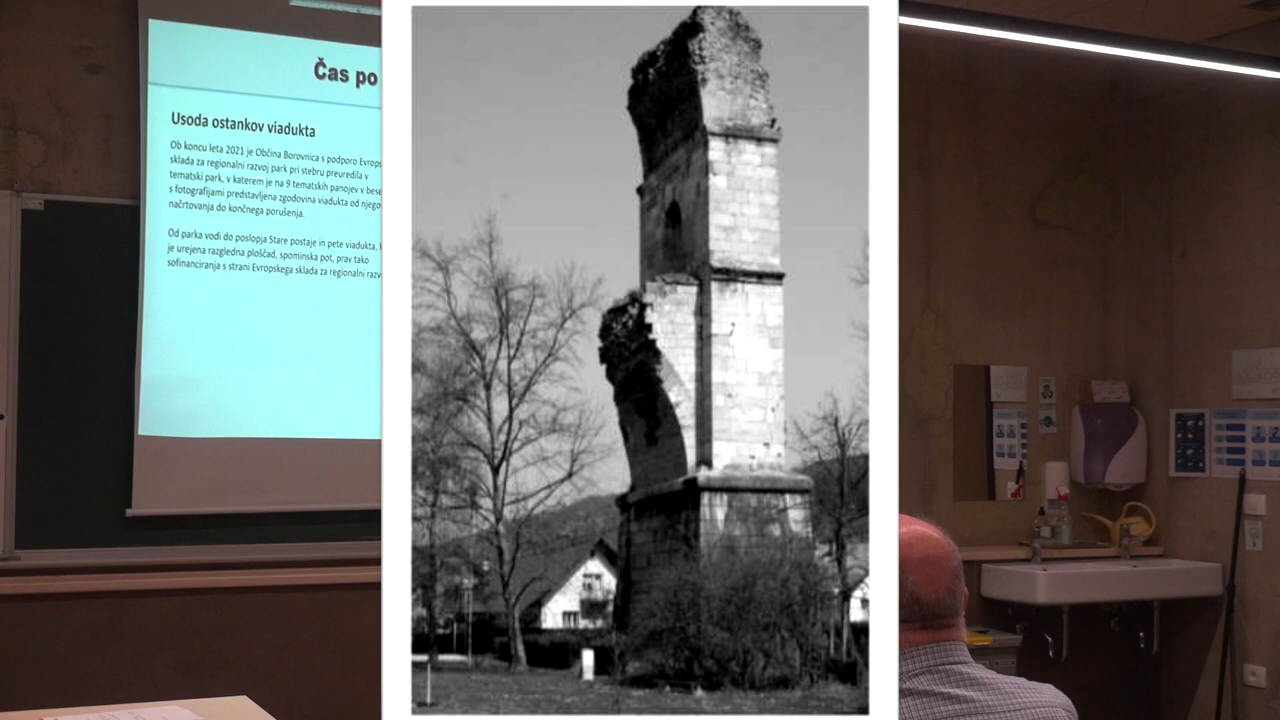 Čas po
Usoda ostankov viadukta
Ob koncu leta 2021 je Občina Borovnica s podporo Evrops
sklada za regionalni razvoj park pri stebru preuredila v
tematski park, v katerem je na 9 tematskih panojev v bese
s fotografijami predstavljena zgodovina viadukta od njego
načrtovanja do končnega porušenja.
Od parka vodi do poslopja Stare postaje in pete viadukta, k
je urejena razgledna ploščad, spominska pot, prav tako
sofinanciranja s strani Evropskega sklada za regionalni razv